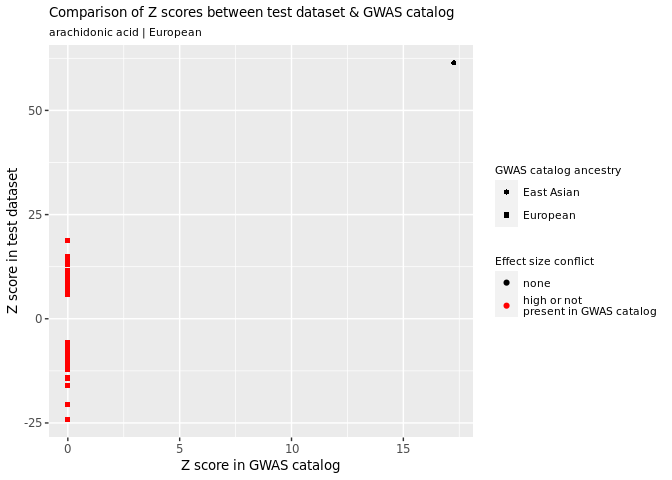 Comparison of Z scores between test dataset & GWAS catalog
arachidonic acid | European
Z score in test dataset
50
25
0
-25
0
5
10
15
Z score in GWAS catalog
GWAS catalog ancestry
East Asian
European
Effect size conflict
none
high or not
present in GWAS catalog